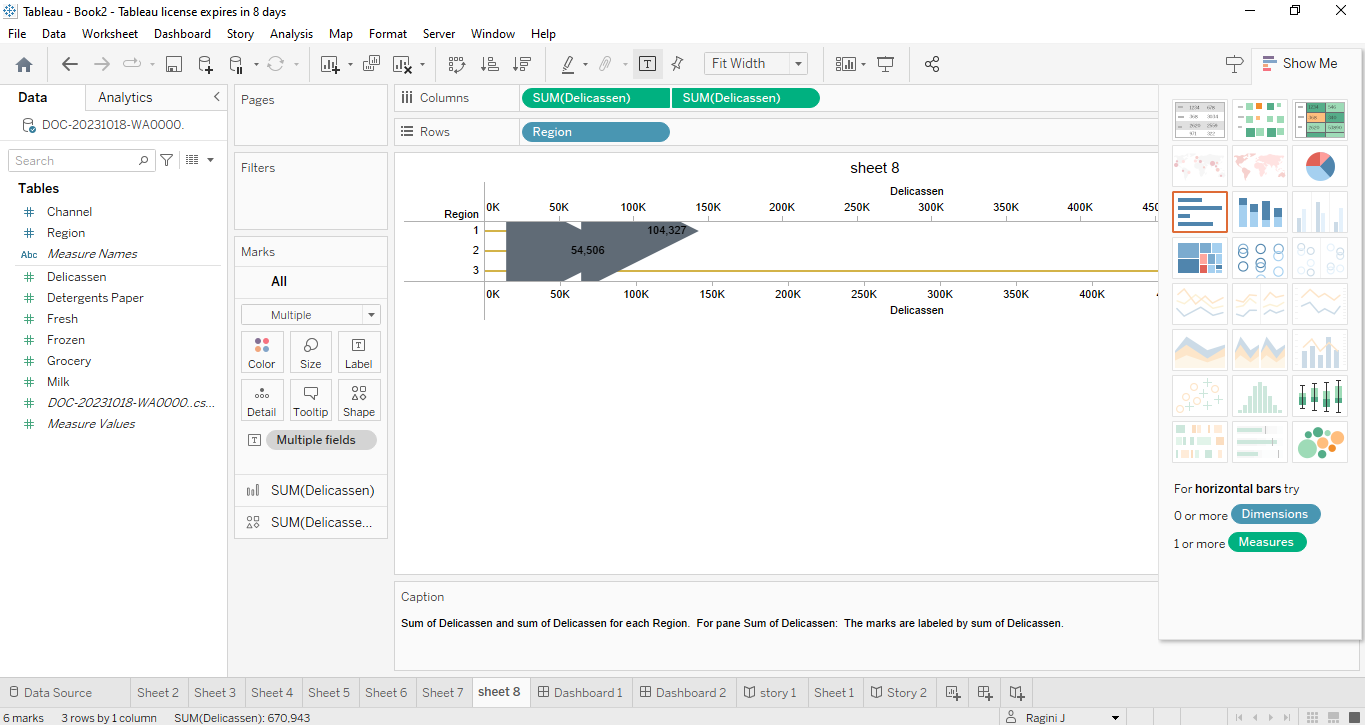 Tableau - Book2 - Tableau license expires in 8 days
File Data Worksheet Dashboard Story Analysis Map Format Server Window Help
Fit Width
Show Me
Data Analytics
DOC-20231018-WA0000.
Search
Tables
Channel
Region
Abc Measure Names
Delicassen
Detergents Paper
Fresh
Frozen
Grocery
Milk
DOC-20231018-WA0000..cs...
Measure Values
Pages
Filters
Marks
All
Multiple
Color Size Label
Detail Tooltip Shape
Multiple fields
SUM(Delicassen)
SUM(Delicasse...
Columns SUM(Delicassen) SUM(Delicassen)
Rows Region
sheet 8
Delicassen
Region 0K 50K 100K 150K 200K 250K 300K 350K 400K 450
1 104,327
2 54,506
3
0K 50K 100K 150K 200K 250K 300K 350K 400K
Delicassen
Caption
Sum of Delicassen and sum of Delicassen for each Region. For pane Sum of Delicassen: The marks are labeled by sum of Delicassen.
For horizontal bars try
0 or more Dimensions
1 or more Measures
Data Source Sheet 2 Sheet 3 Sheet 4 Sheet 5 Sheet 6 Sheet 7 sheet 8 Dashboard 1 Dashboard 2 story 1 Sheet 1 Story 2
6 marks 3 rows by 1 column SUM(Delicassen): 670,943
Ragini J